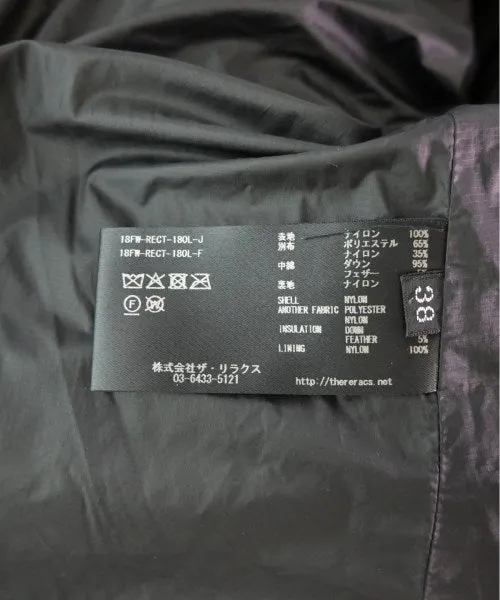 18FW-RECT-180L-J
18FW-RECT-180L-F
表地 ナイロン 100%
別布 ポリエステル 65%
ナイロン 35%
中綿 ダウン 95%
フェザー
裏地 ナイロン
SHELL NYLON
ANOTHER FABRIC POLYESTER
NYLON
INSULATION DOWN
FEATHER 5%
LINING NYLON 100%
38
F W
株式会社ザ・リラクス
03-6433-5121
http://thereracs.net